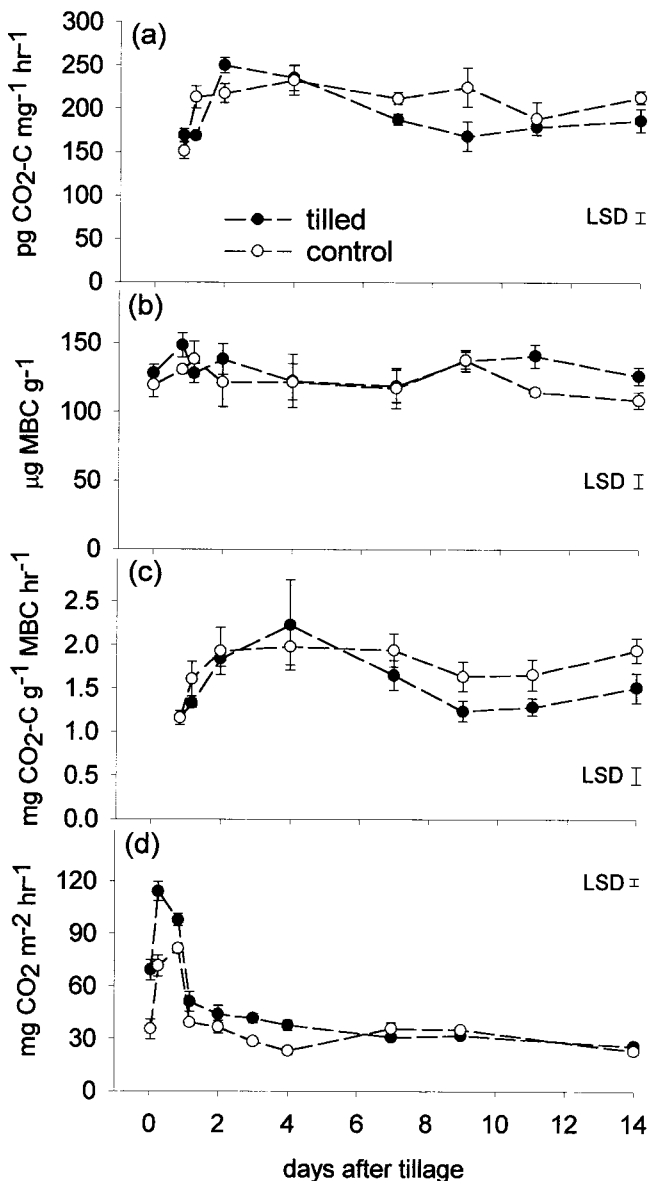 (a)
pg CO2-C mg⁻¹ hr⁻¹
300
250
200
150
100
50
0
tilled
control
LSD
(b)
µg MBC g⁻¹
150
100
50
0
LSD
(c)
mg CO2-C g⁻¹ MBC hr⁻¹
2.5
2.0
1.5
1.0
0.5
0.0
LSD
(d)
mg CO2 m⁻² hr⁻¹
120
90
60
30
0
LSD
0 2 4 6 8 10 12 14
days after tillage